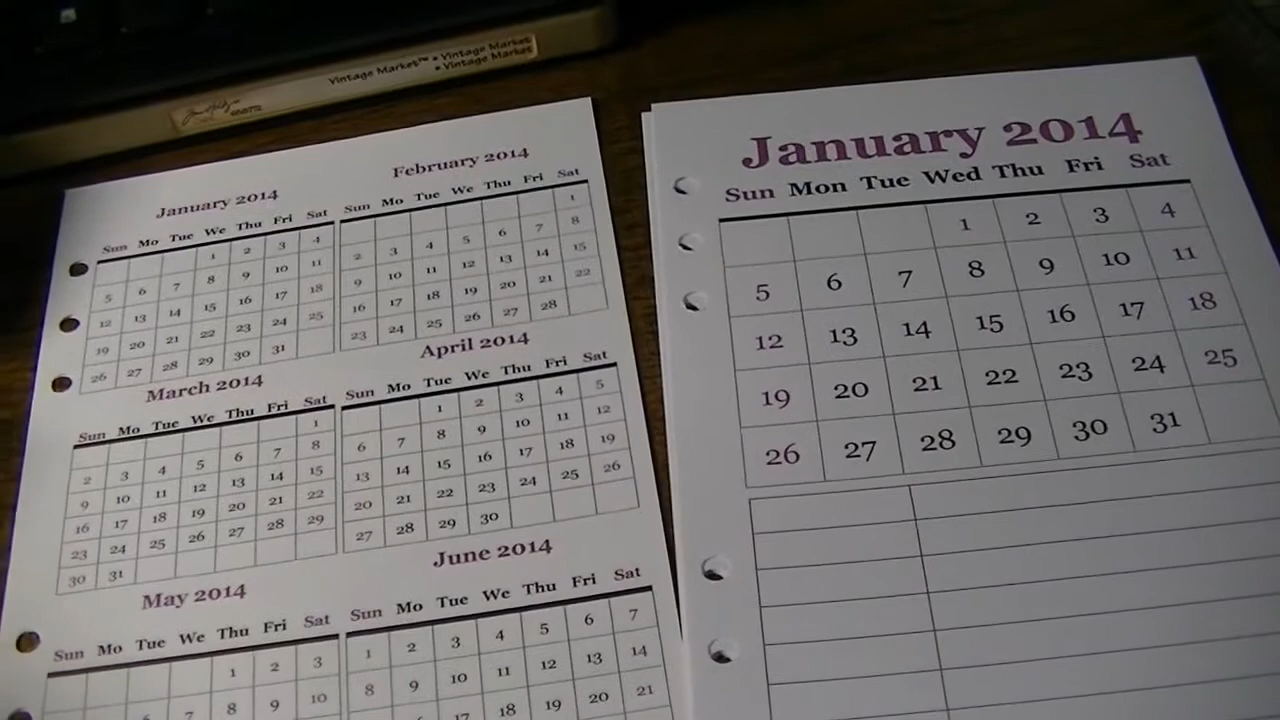 Vintage Market™ • Vintage Market
• Vintage Market
January 2014
Sun Mo Tue We Thu Fri Sat
1 2 3 4
5 6 7 8 9 10 11
12 13 14 15 16 17 18
19 20 21 22 23 24 25
26 27 28 29 30 31
February 2014
Sun Mo Tue We Thu Fri Sat
1
2 3 4 5 6 7 8
9 10 11 12 13 14 15
16 17 18 19 20 21 22
23 24 25 26 27 28
March 2014
Sun Mo Tue We Thu Fri Sat
1
2 3 4 5 6 7 8
9 10 11 12 13 14 15
16 17 18 19 20 21 22
23 24 25 26 27 28 29
30 31
April 2014
Sun Mo Tue We Thu Fri Sat
1 2 3 4 5
6 7 8 9 10 11 12
13 14 15 16 17 18 19
20 21 22 23 24 25 26
27 28 29 30
May 2014
Sun Mo Tue We Thu Fri Sat
1 2 3
7 8 9 10
June 2014
Sun Mo Tue We Thu Fri Sat
1 2 3 4 5 6 7
8 9 10 11 12 13 14
17 18 19 20 21
January 2014
Sun Mon Tue Wed Thu Fri Sat
1 2 3 4
5 6 7 8 9 10 11
12 13 14 15 16 17 18
19 20 21 22 23 24 25
26 27 28 29 30 31